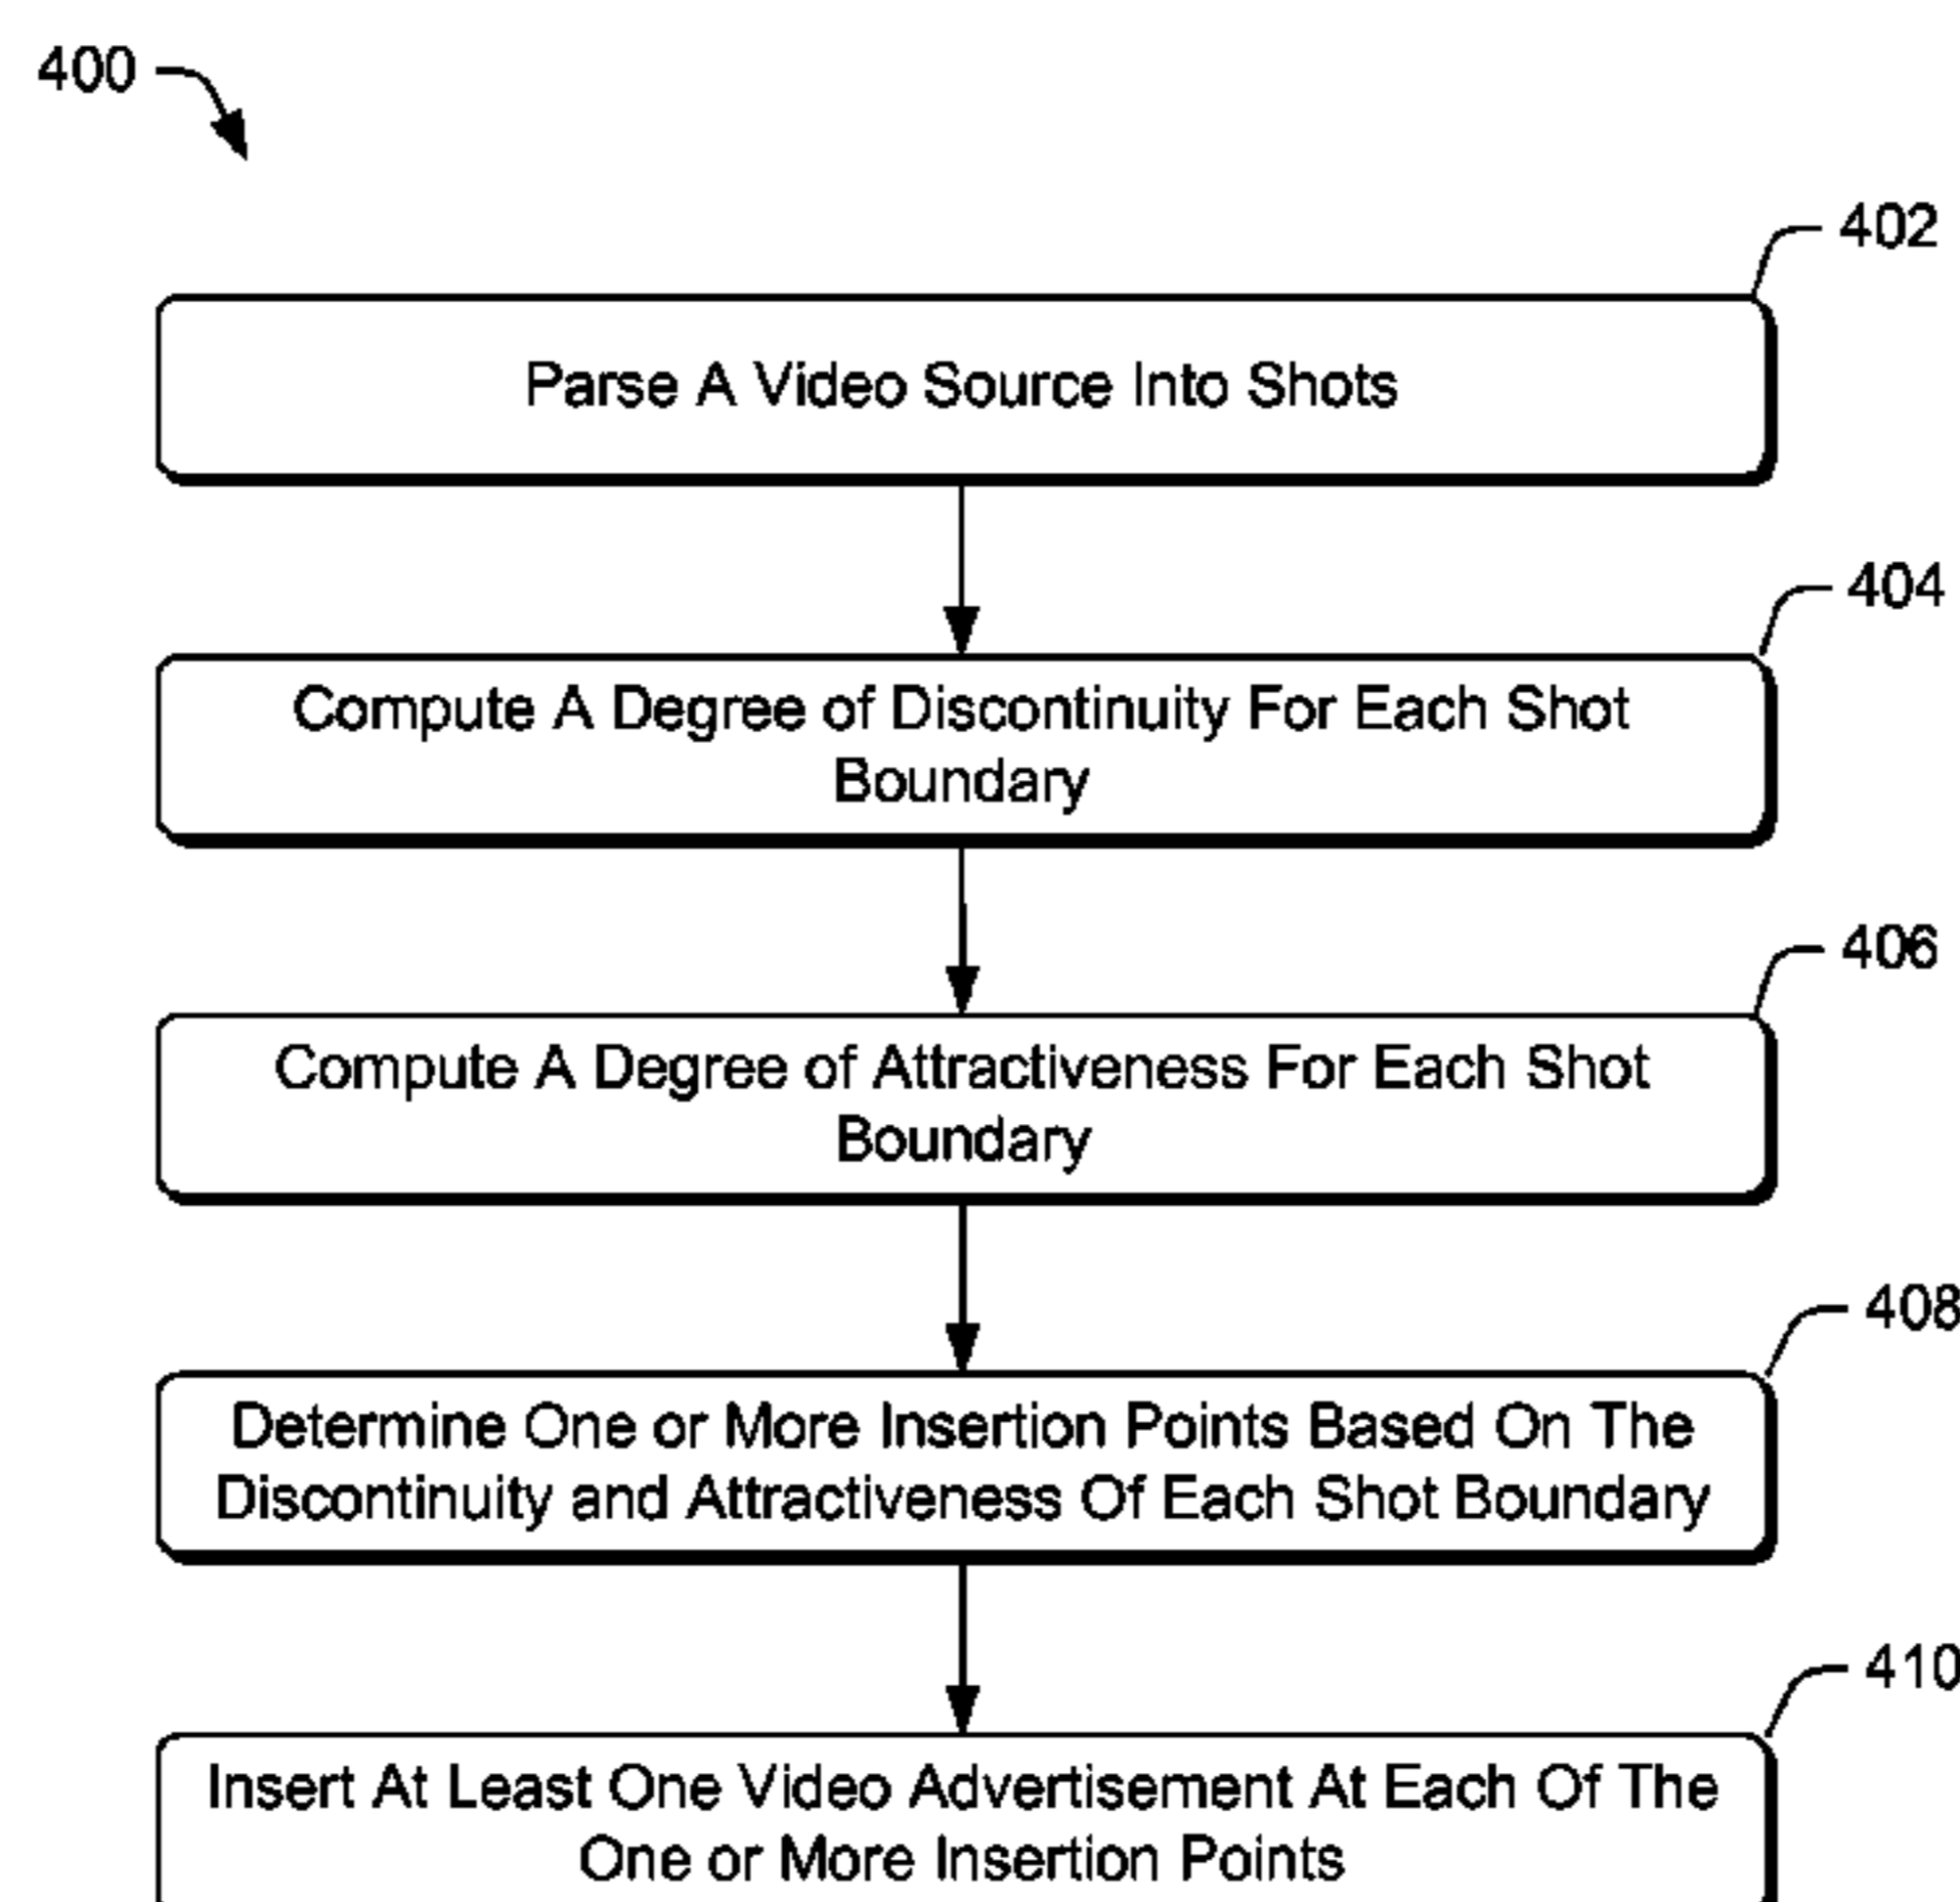 400
402
Parse A Video Source Into Shots
404
Compute A Degree of Discontinuity For Each Shot
Boundary
406
Compute A Degree of Attractiveness For Each Shot
Boundary
408
Determine One or More Insertion Points Based On The
Discontinuity and Attractiveness Of Each Shot Boundary
410
Insert At Least One Video Advertisement At Each Of The
One or More Insertion Points